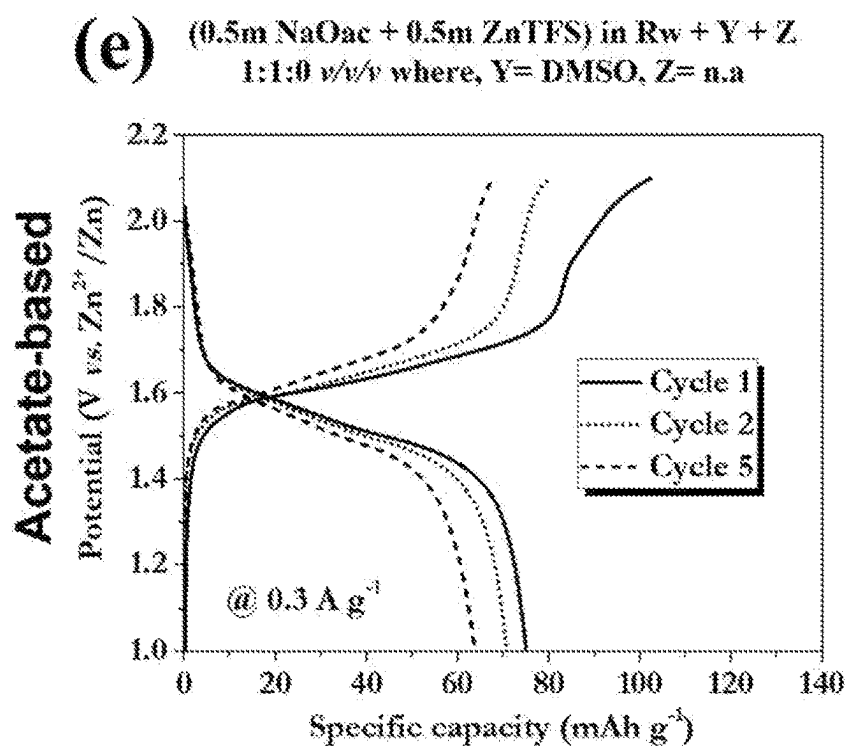 (e)
(0.5m NaOac + 0.5m ZnTFS) in Rw + Y + Z
1:1:0 v/v/v where, Y= DMSO, Z= n.a
Acetate-based
Potential (V vs. Zn²⁺/Zn)
2.2
2.0
1.8
1.6
1.4
1.2
1.0
Cycle 1
Cycle 2
Cycle 5
@ 0.3 A g⁻¹
0 20 40 60 80 100 120 140
Specific capacity (mAh g⁻¹)